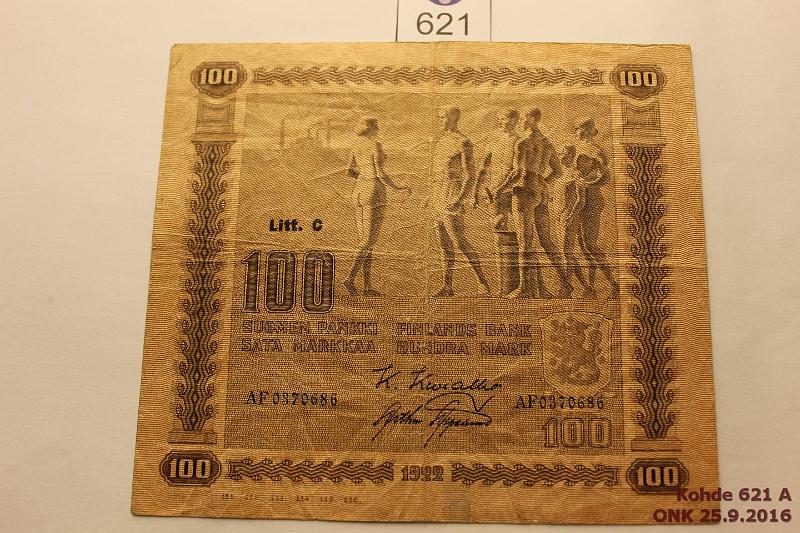 621
100 100
Litt. C
100
SUOMEN PANKKI FINLANDS BANK
SATA MARKKAA HUNDRA MARK
AF0370686 AF0370686
100
100 1922 100
Kohde 621 A
ONK 25.9.2016